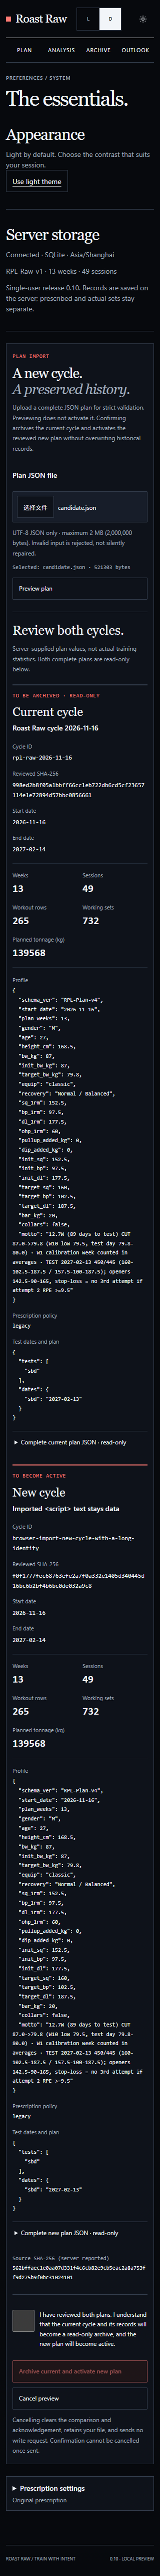 Roast Raw
L
D
PLAN
ANALYSIS
ARCHIVE
OUTLOOK
PREFERENCES / SYSTEM
The essentials.
Appearance
Light by default. Choose the contrast that suits
your session.
Use light theme
Server storage
Connected · SQLite · Asia/Shanghai
RPL-Raw-v1 · 13 weeks · 49 sessions
Single-user release 0.10. Records are saved on
the server; prescribed and actual sets stay
separate.
PLAN IMPORT
A new cycle.
A preserved history.
Upload a complete JSON plan for strict validation.
Previewing does not activate it. Confirming
archives the current cycle and activates the
reviewed new plan without overwriting historical
records.
Plan JSON file
选择文件
candidate.json
UTF-8 JSON only · maximum 2 MB (2,000,000
bytes). Invalid input is rejected, not silently
repaired.
Selected: candidate.json · 521303 bytes
Preview plan
Review both cycles.
Server-supplied plan values, not actual training
statistics. Both complete plans are read-only
below.
TO BE ARCHIVED · READ-ONLY
Current cycle
Roast Raw cycle 2026-11-16
Cycle ID
rpl-raw-2026-11-16
Reviewed SHA-256
998ed2b8f05a1bbff66cc1eb722db6cd5cf23657
114e1e72894d57bbc0856661
Start date
2026-11-16
End date
2027-02-14
Weeks
Sessions
13
49
Workout rows
Working sets
265
732
Planned tonnage (kg)
139568
Profile
{
"schema_ver": "RPL-Plan-v4",
"start_date": "2026-11-16",
"plan_weeks": 13,
"gender": "M",
"age": 27,
"height_cm": 168.5,
"bw_kg": 87,
"init_bw_kg": 87,
"target_bw_kg": 79.8,
"equip": "classic",
"recovery": "Normal / Balanced",
"sq_1rm": 152.5,
"bp_1rm": 97.5,
"dl_1rm": 177.5,
"ohp_1rm": 60,
"pullup_added_kg": 0,
"dip_added_kg": 0,
"init_sq": 152.5,
"init_bp": 97.5,
"init_dl": 177.5,
"target_sq": 160,
"target_bp": 102.5,
"target_dl": 187.5,
"bar_kg": 20,
"collars": false,
"motto": "12.7W (89 days to test) CUT
87.0->79.8 (W10 low 79.5, test day 79.8-
80.0) · W1 calibration week counted in
averages · TEST 2027-02-13 450/445 (160-
102.5-187.5 / 157.5-100-187.5); openers
142.5-90-165, stop-loss = no 3rd attempt if
attempt 2 RPE >=9.5"
}
Prescription policy
legacy
Test dates and plan
{
"tests": [
"sbd"
],
"dates": {
"sbd": "2027-02-13"
}
}
Complete current plan JSON · read-only
TO BECOME ACTIVE
New cycle
Imported <script> text stays data
Cycle ID
browser-import-new-cycle-with-a-long-
identity
Reviewed SHA-256
Start date
2026-11-16
End date
2027-02-14
Weeks
Sessions
13
49
Workout rows
Working sets
265
732
Planned tonnage (kg)
139568
Profile
{
"schema_ver": "RPL-Plan-v4",
"start_date": "2026-11-16",
"plan_weeks": 13,
"gender": "M",
"age": 27,
"height_cm": 168.5,
"bw_kg": 87,
"init_bw_kg": 87,
"target_bw_kg": 79.8,
"equip": "classic",
"recovery": "Normal / Balanced",
"sq_1rm": 152.5,
"bp_1rm": 97.5,
"dl_1rm": 177.5,
"ohp_1rm": 60,
"pullup_added_kg": 0,
"dip_added_kg": 0,
"init_sq": 152.5,
"init_bp": 97.5,
"init_dl": 177.5,
"target_sq": 160,
"target_bp": 102.5,
"target_dl": 187.5,
"bar_kg": 20,
"collars": false,
"motto": "12.7W (89 days to test) CUT
87.0->79.8 (W10 low 79.5, test day 79.8-
80.0) · W1 calibration week counted in
averages · TEST 2027-02-13 450/445 (160-
102.5-187.5 / 157.5-100-187.5); openers
142.5-90-165, stop-loss = no 3rd attempt if
attempt 2 RPE >=9.5"
}
Prescription policy
legacy
Test dates and plan
{
"tests": [
"sbd"
],
"dates": {
"sbd": "2027-02-13"
}
}
Complete new plan JSON · read-only
Source SHA-256 (server reported)
I have reviewed both plans. I understand
that the current cycle and its records will
become a read-only archive, and the
new plan will become active.
Archive current and activate new plan
Cancel preview
Cancelling clears the comparison and
acknowledgement, retains your file, and sends no
write request. Confirmation cannot be cancelled
once sent.
Prescription settings
Original prescription
ROAST RAW / TRAIN WITH INTENT
0.10 · LOCAL PREVIEW